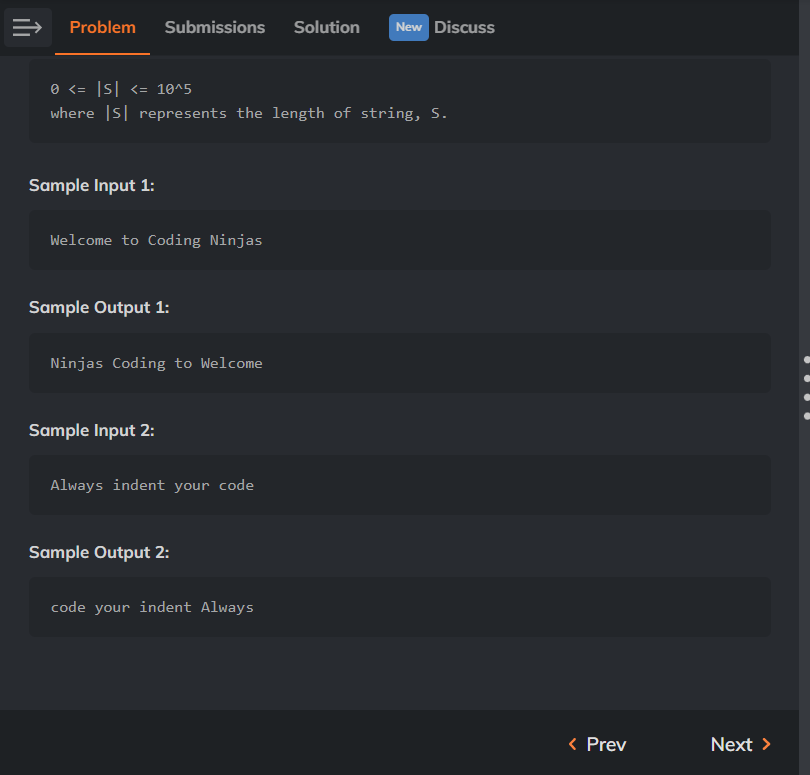 Problem Submissions Solution New Discuss
0 <= |S| <= 10^5
where |S| represents the length of string, S.
Sample Input 1:
Welcome to Coding Ninjas
Sample Output 1:
Ninjas Coding to Welcome
Sample Input 2:
Always indent your code
Sample Output 2:
code your indent Always
Prev Next